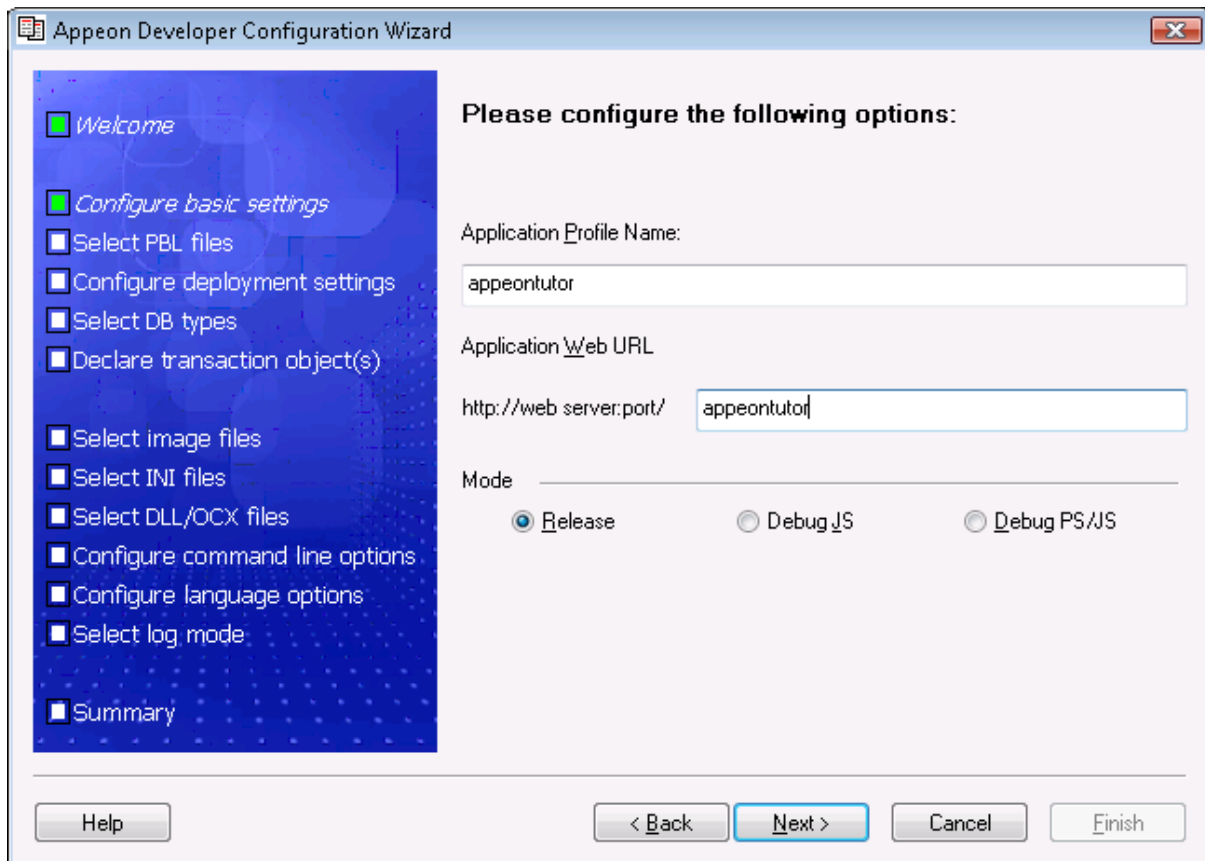 Appeon Developer Configuration Wizard
Welcome
Configure basic settings
Select PBL files
Configure deployment settings
Select DB types
Declare transaction object(s)
Select image files
Select INI files
Select DLL/OCX files
Configure command line options
Configure language options
Select log mode
Summary
Please configure the following options:
Application Profile Name:
appeontutor
Application Web URL
http://web server:port/ appeontutor
Mode
Release Debug JS Debug PS/JS
Help < Back Next > Cancel Finish